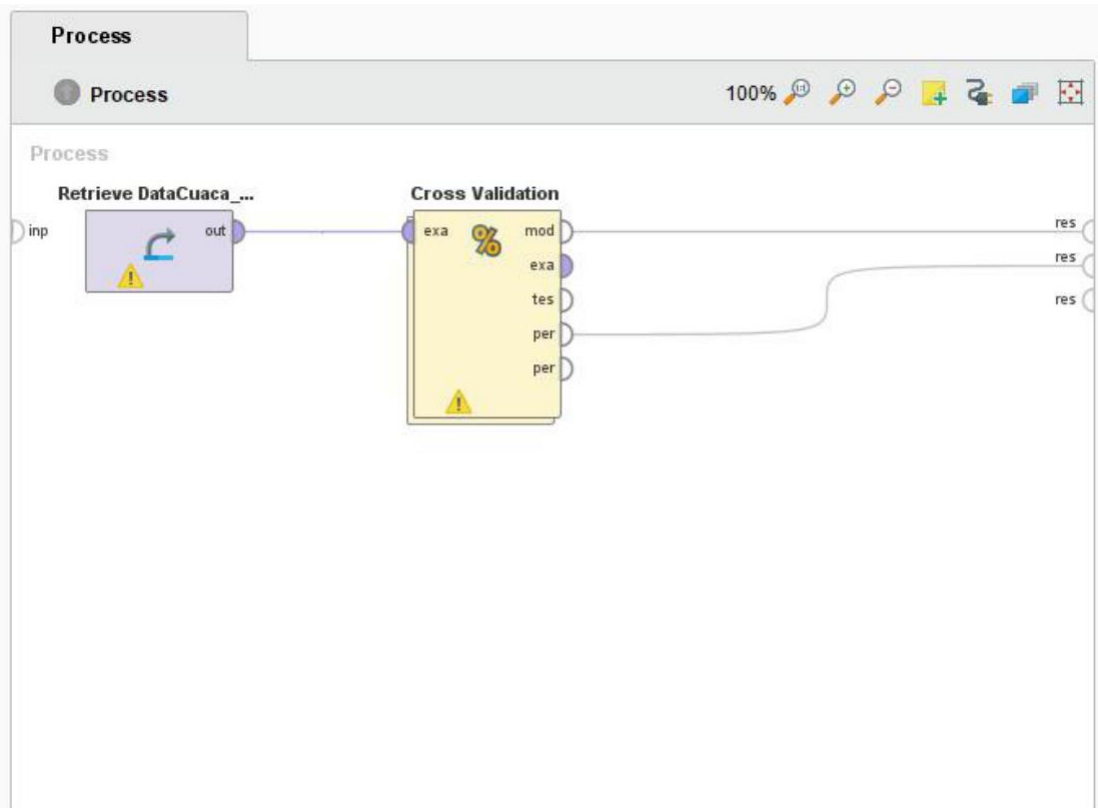 Process
Process
100%
Process
Retrieve DataCuaca_...
Cross Validation
inp
out
exa
mod
exa
tes
per
per
res
res
res